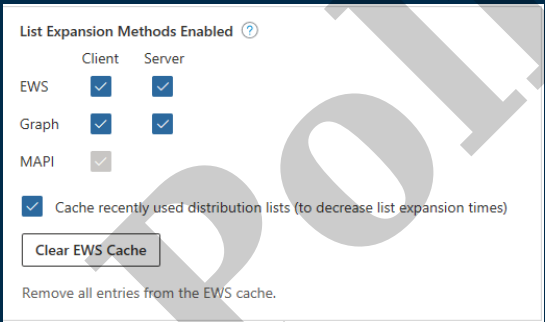 List Expansion Methods Enabled ?
Client Server
EWS
Graph
MAPI
Cache recently used distribution lists (to decrease list expansion times)
Clear EWS Cache
Remove all entries from the EWS cache.